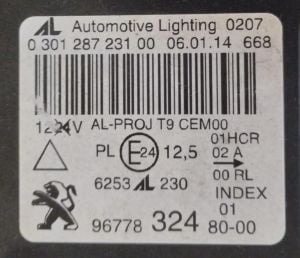 AL Automotive Lighting 0207
0 301 287 231 00 06.01.14 668
AL-PROJ T9 CEM00
01HCR
PL E24 12,5 02 A
00 RL
6253 AL 230 INDEX
01
96778 324 80-00